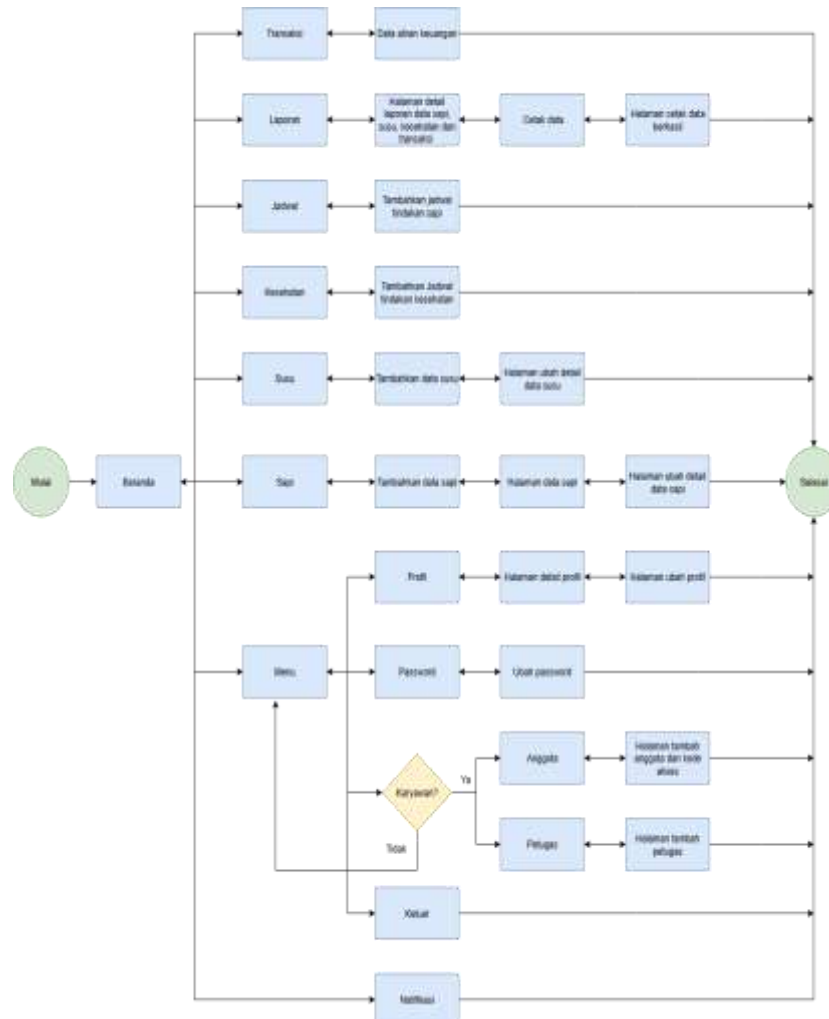 Transaksi
Data aliran keuangan
Laporan
Halaman detail
laporan data sapi,
susu, kesehatan dan
transaksi
Cetak data
Halaman cetak data
berhasil
Jadwal
Tambahkan jadwal
tindakan sapi
Kesehatan
Tambahkan Jadwal
tindakan kesehatan
Susu
Tambahkan data susu
Halaman ubah detail
data susu
Mulai
Beranda
Sapi
Tambahkan data sapi
Halaman data sapi
Halaman ubah detail
data sapi
Selesai
Profil
Halaman detail profil
Halaman ubah profil
Menu
Password
Ubah password
Karyawan?
Ya
Tidak
Anggota
Halaman tambah
anggota dan kode
akses
Petugas
Halaman tambah
petugas
Keluar
Notifikasi